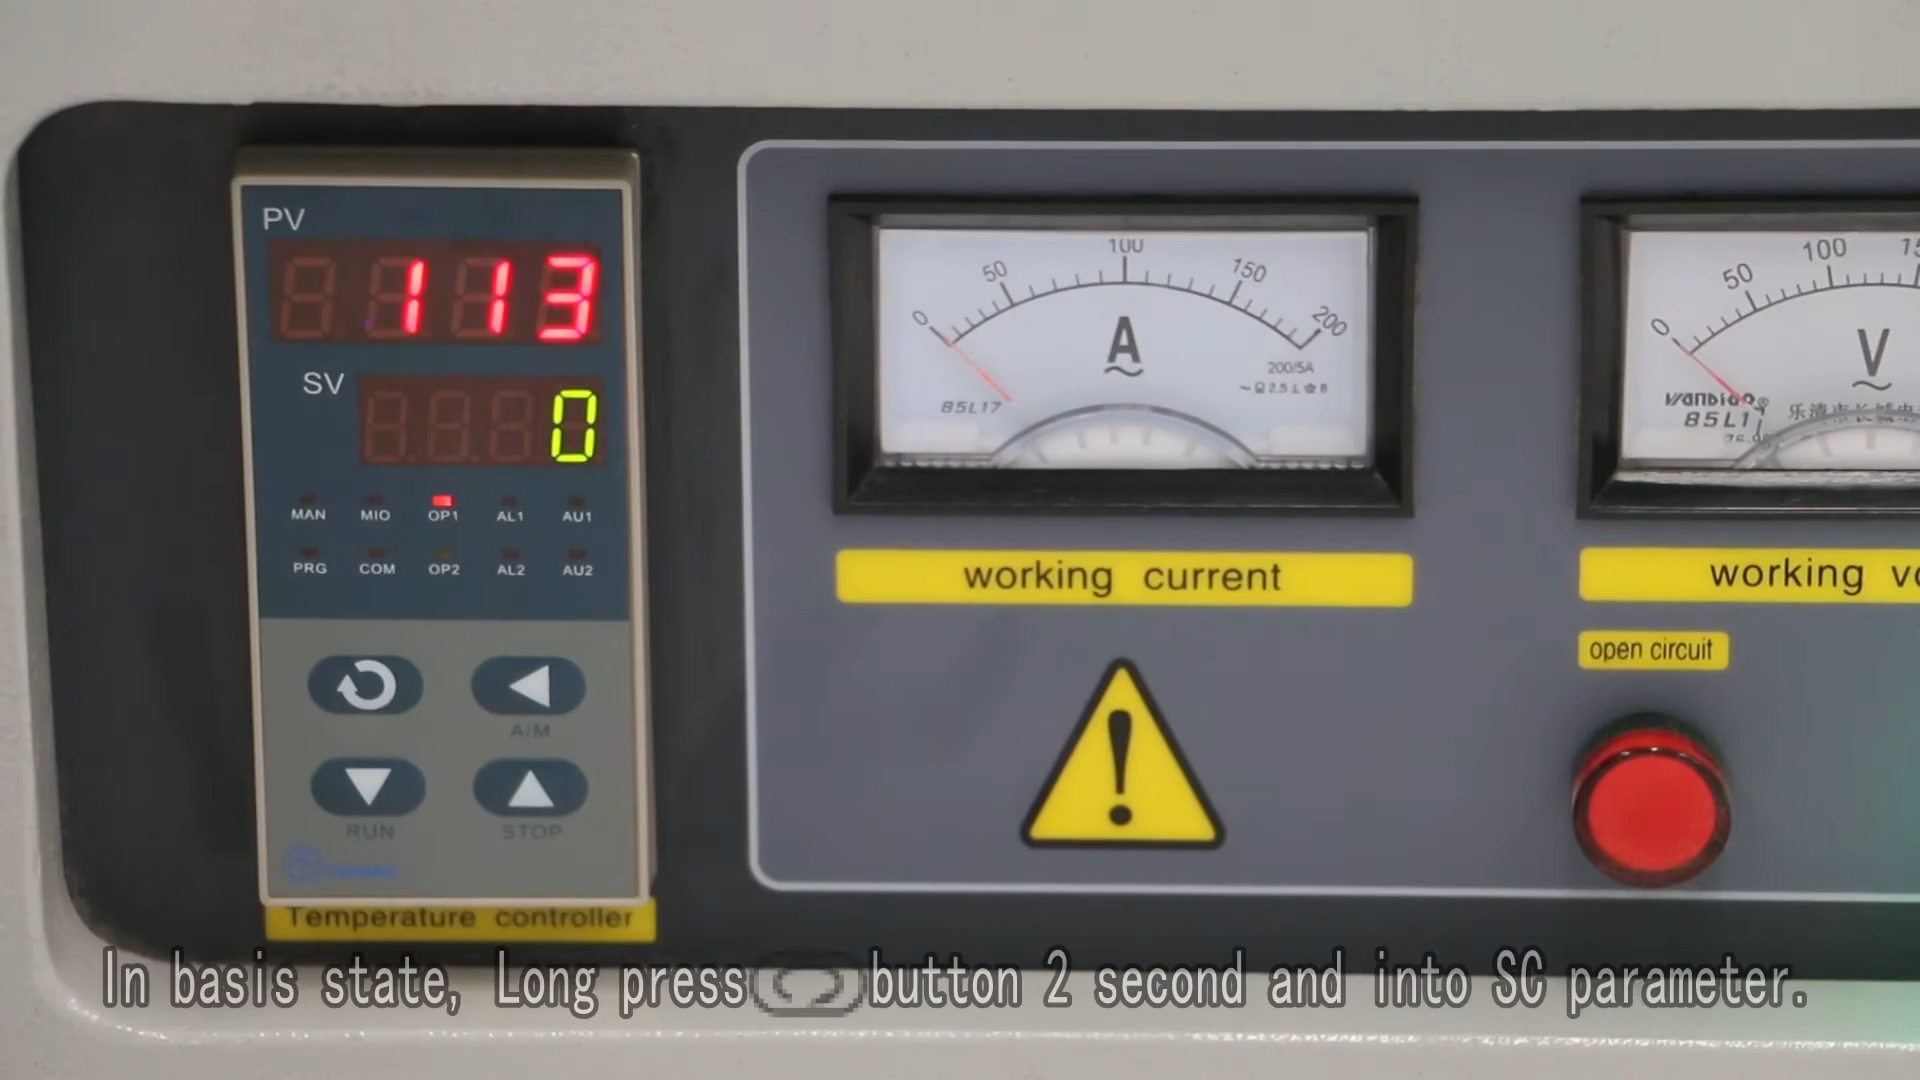 PV
113
SV
0
MAN MIO OP1 AL1 AU1
PRG COM OP2 AL2 AU2
A/M
RUN STOP
Temperature controller
0 50 100 150 200
A
200/5A
85L17
working current
0 50 100
V
85L1
working
open circuit
In basis state, Long press button 2 second and into SC parameter.